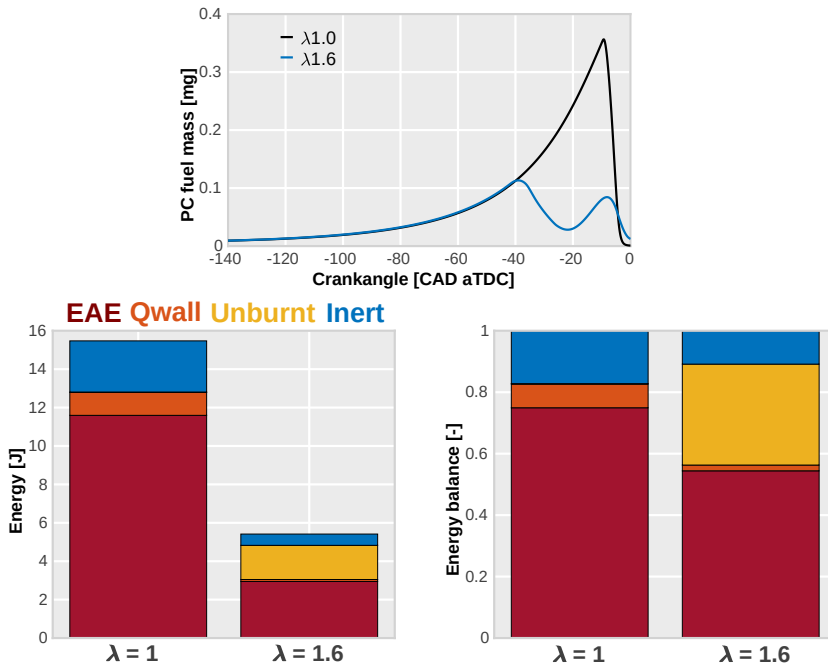 0.4
0.3
0.2
0.1
0
PC fuel mass [mg]
λ1.0
λ1.6
-140 -120 -100 -80 -60 -40 -20 0
Crankangle [CAD aTDC]
EAE Qwall Unburnt Inert
16
14
12
10
8
6
4
2
0
Energy [J]
λ = 1 λ = 1.6
1
0.8
0.6
0.4
0.2
0
Energy balance [-]
λ = 1 λ = 1.6